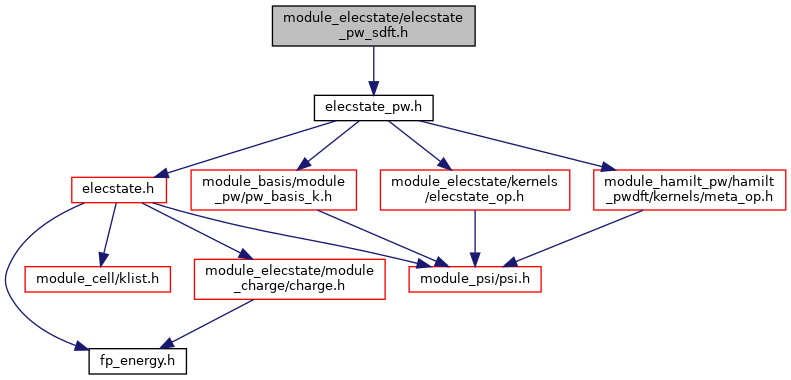 module_elecstate/elecstate
_pw_sdft.h
elecstate_pw.h
elecstate.h
module_basis/module
_pw/pw_basis_k.h
module_elecstate/kernels
/elecstate_op.h
module_hamilt_pw/hamilt
_pwdft/kernels/meta_op.h
module_cell/klist.h
module_elecstate/module
_charge/charge.h
module_psi/psi.h
fp_energy.h